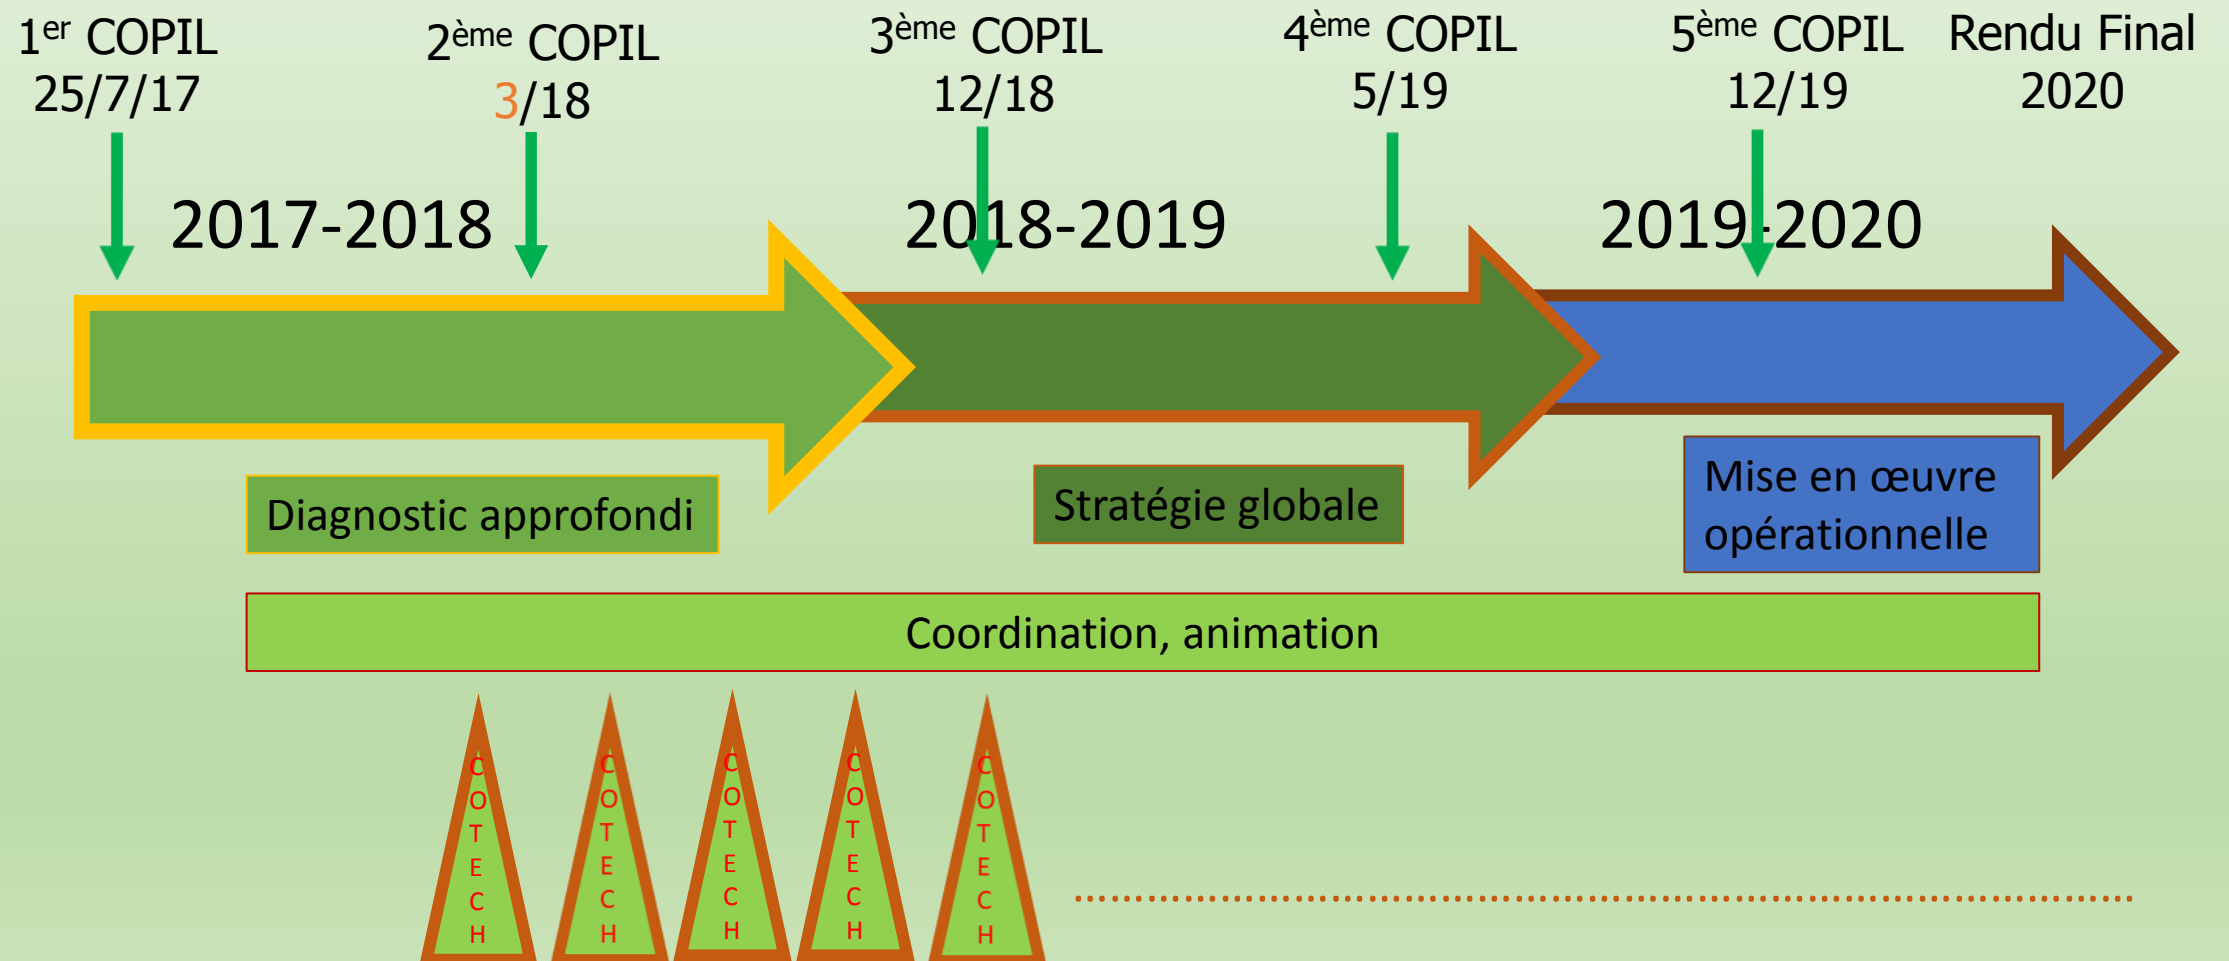 1er COPIL
25/7/17
2ème COPIL
3/18
3ème COPIL
12/18
4ème COPIL
5/19
5ème COPIL
12/19
Rendu Final
2020
2017-2018
2018-2019
2019-2020
Diagnostic approfondi
Stratégie globale
Mise en œuvre
opérationnelle
Coordination, animation
COTECH
COTECH
COTECH
COTECH
COTECH